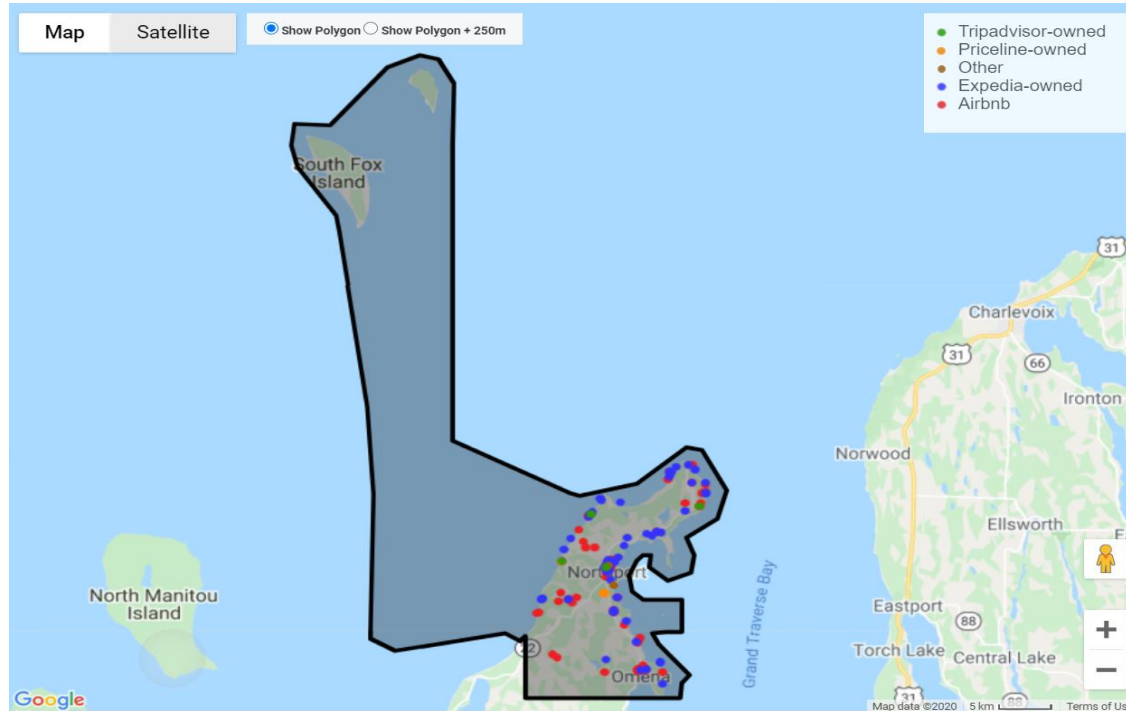 Map
Satellite
Show Polygon
Show Polygon + 250m
Tripadvisor-owned
Priceline-owned
Other
Expedia-owned
Airbnb
South Fox
Island
31
Charlevoix
31
66
Ironton
Norwood
Ellsworth
Northport
North Manitou
Island
Grand Traverse Bay
Eastport
88
22
Torch Lake
Central Lake
Omena
Google
31
88
Map data ©2020
5 km
Terms of Us